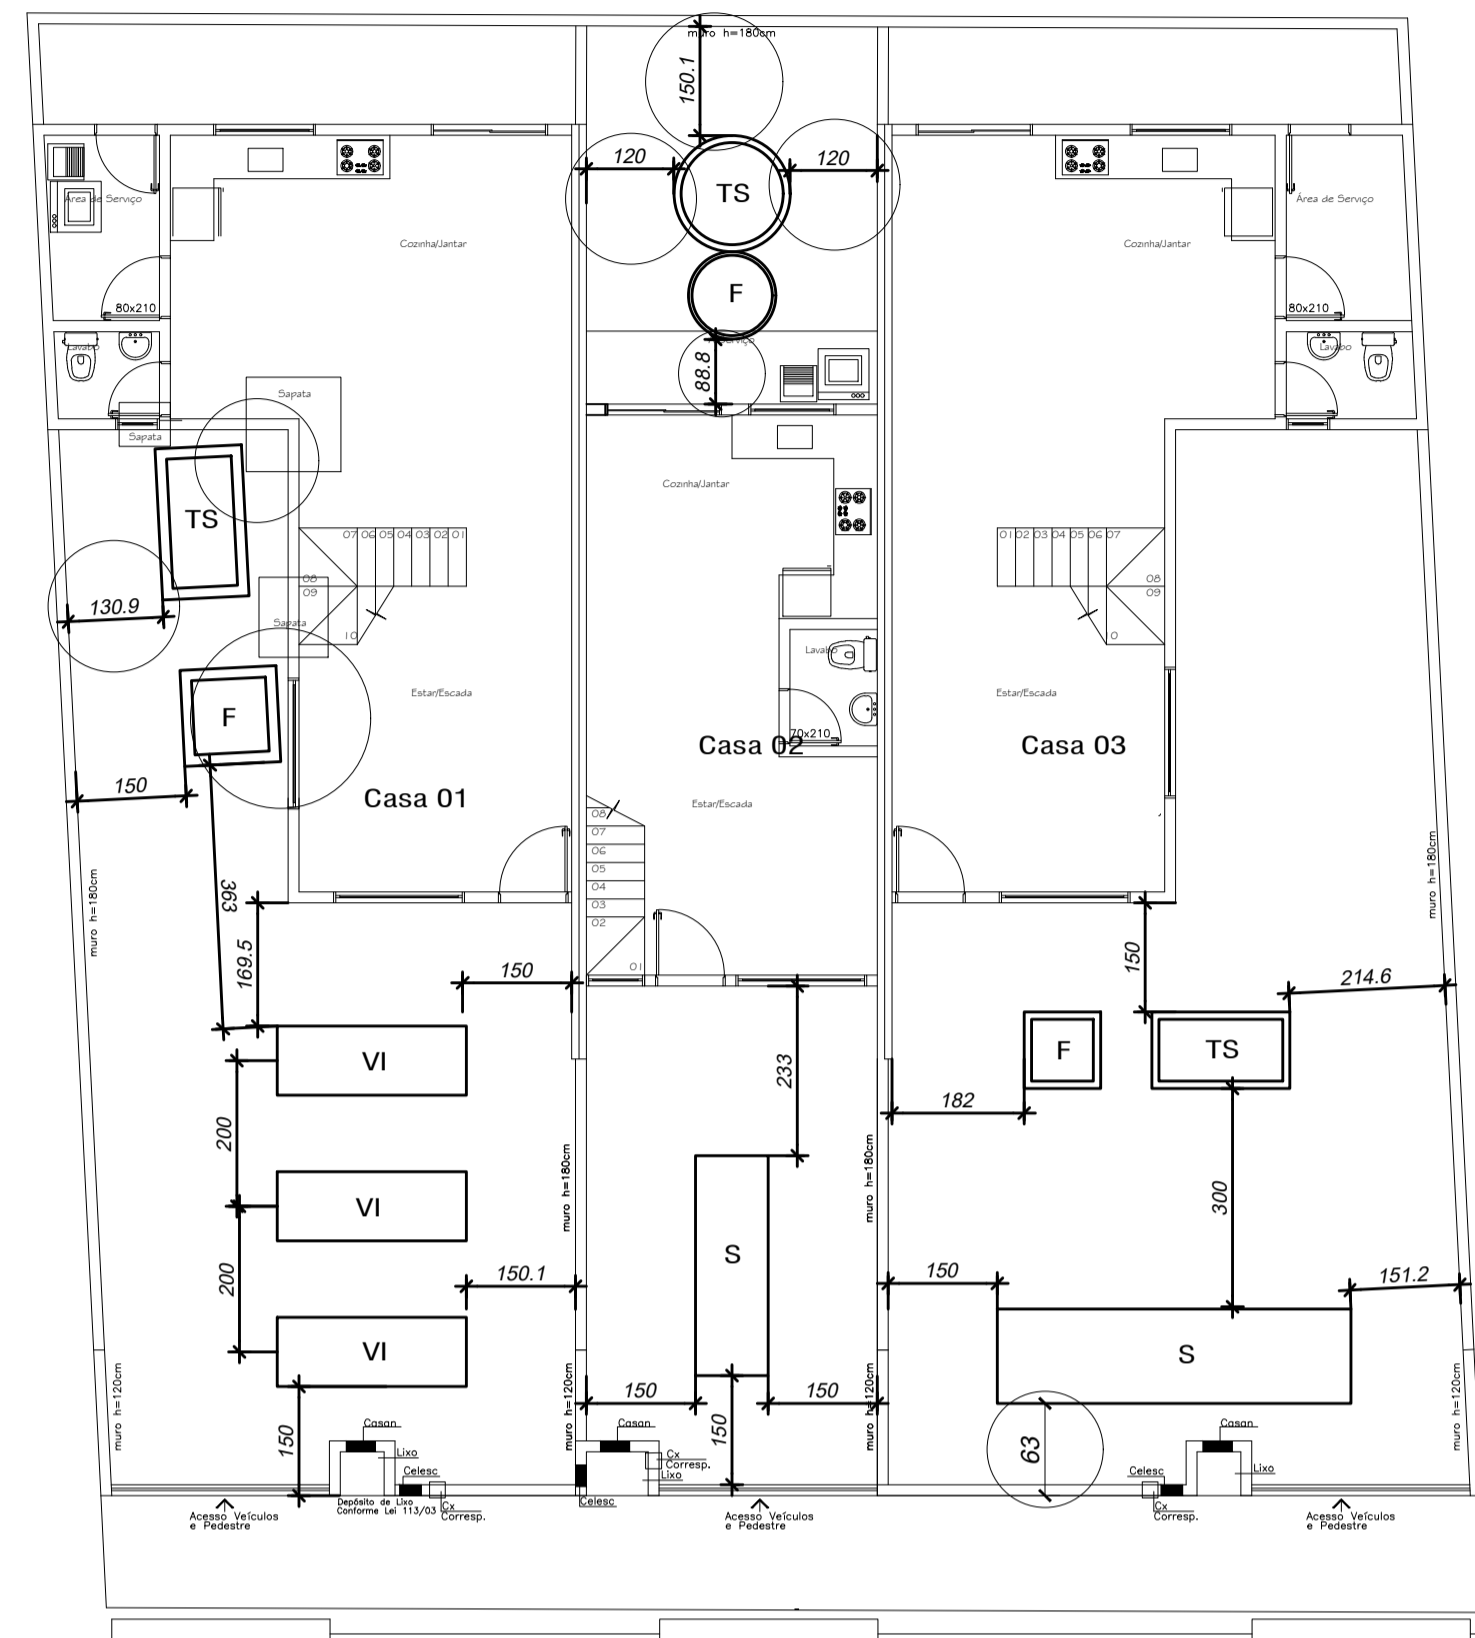 muro h=180cm
150.1
120
120
TS
F
88.8
Área de Serviço
Cozinha/Jantar
80x210
Lavabo
Sapata
Sapata
TS
130.9
Sapata
F
150
363
07 06 05 04 03 02 01
08
09
10
Estar/Escada
Casa 01
muro h=180cm
169.5
150
VI
200
VI
200
VI
150.1
150
muro h=180cm
muro h=120cm
muro h=120cm
Casan
Lixo
Celesc
Depósito de Lixo
Conforme Lei 113/03
Cx
Corresp.
Acesso Veículos
e Pedestre
Cozinha/Jantar
Lavabo
70x210
Casa 02
Estar/Escada
08
07
06
05
04
03
02
01
233
S
150
150
150
muro h=180cm
muro h=120cm
Casan
Cx
Corresp.
Lixo
Celesc
Acesso Veículos
e Pedestre
Cozinha/Jantar
Área de Serviço
80x210
Lavabo
01 02 03 04 05 06 07
08
09
10
Estar/Escada
Casa 03
muro h=180cm
150
214.6
F
TS
182
300
150
151.2
S
63
muro h=120cm
Casan
Celesc
Lixo
Cx
Corresp.
Acesso Veículos
e Pedestre